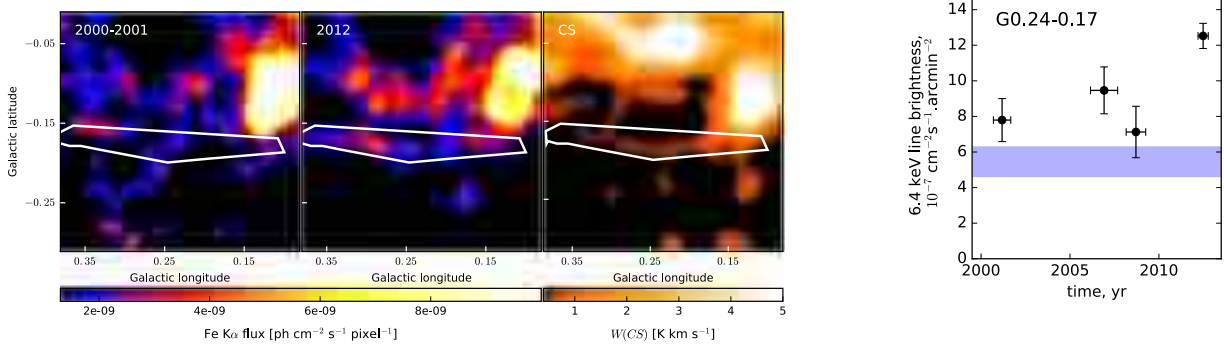 2000-2001
2012
CS
−0.05
−0.15
−0.25
Galactic latitude
0.35 0.25 0.15
0.35 0.25 0.15
0.35 0.25 0.15
Galactic longitude
Galactic longitude
Galactic longitude
2e-09 4e-09 6e-09 8e-09
1 2 3 4 5
Fe Kα flux [ph cm⁻² s⁻¹ pixel⁻¹]
W(CS) [K km s⁻¹]
G0.24-0.17
6.4 keV line brightness,
10⁻⁷ cm⁻²s⁻¹.arcmin⁻²
14
12
10
8
6
4
2
0
2000 2005 2010
time, yr